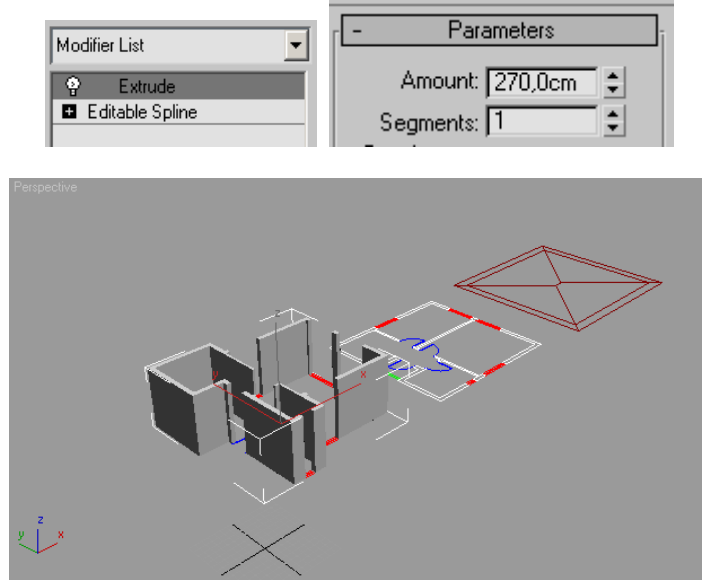 Modifier List
Extrude
Editable Spline
- Parameters
Amount: 270,0cm
Segments: 1
Perspective
z
x
y
x
z
y
x